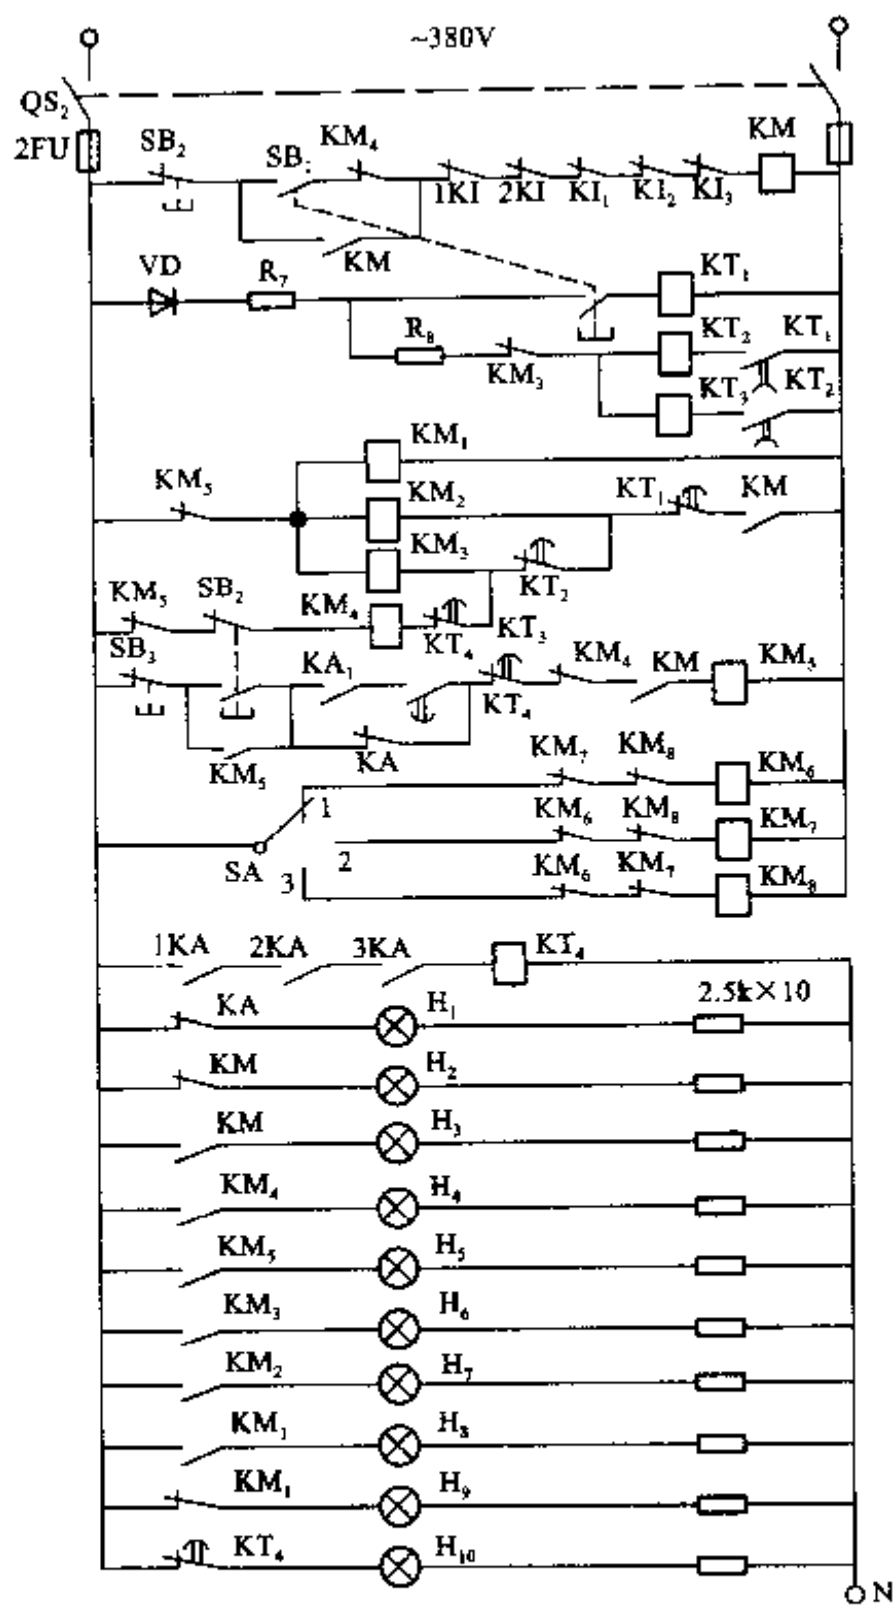 ~380V
QS₂
2FU SB₂ SB₁ KM₄ KM
1KI 2KI KI₁ KI₂ KI₃
KM
VD R₇ KT₁
R₈ KT₂ KT₁
KM₃
KT₃ KT₂
KM₁
KM₅ KM₂ KT₁ KM
KM₃
KT₂
KM₅ SB₂ KM₄
KT₄ KT₃
SB₃ KA₁ KM₄ KM KM₅
KT₄
KM₅ KA
KM₇ KM₈ KM₆
1
KM₆ KM₈ KM₇
SA 2
3 KM₆ KM₇ KM₈
1KA 2KA 3KA KT₄
2.5k×10
KA H₁
KM H₂
KM H₃
KM₄ H₄
KM₅ H₅
KM₃ H₆
KM₂ H₇
KM₁ H₈
KM₁ H₉
KT₄ H₁₀
N